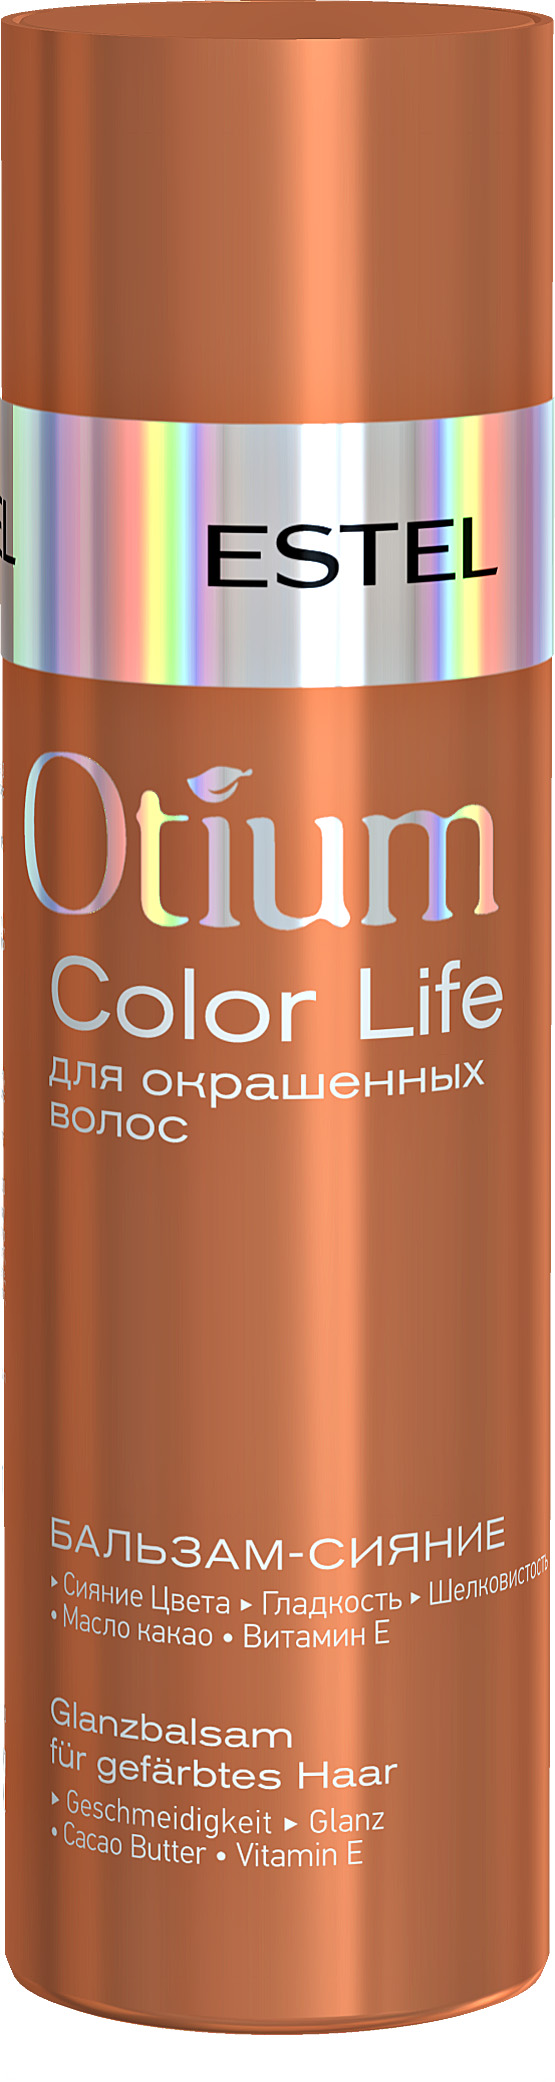 ESTEL
Otium
Color Life
для окрашенных
волос
БАЛЬЗАМ-СИЯНИЕ
▸ Сияние Цвета ▸ Гладкость ▸ Шелковистость
• Масло какао • Витамин Е
Glanzbalsam
für gefärbtes Haar
▸ Geschmeidigkeit ▸ Glanz
• Cacao Butter • Vitamin E